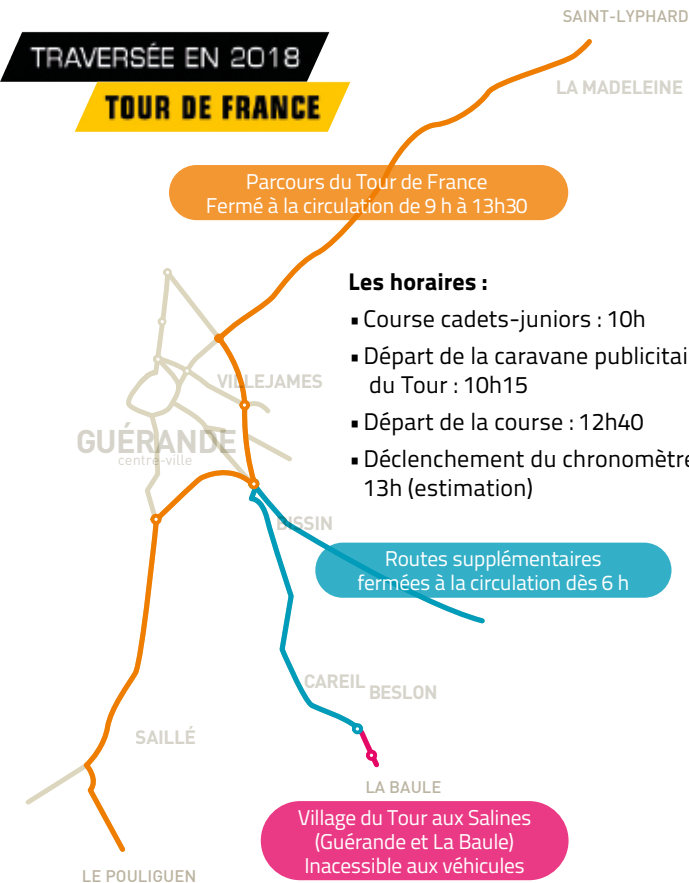 SAINT-LYPHARD
TRAVERSÉE EN 2018
TOUR DE FRANCE
LA MADELEINE
Parcours du Tour de France
Fermé à la circulation de 9 h à 13h30
Les horaires :
▪ Course cadets-juniors : 10h
▪ Départ de la caravane publicitai
du Tour : 10h15
▪ Départ de la course : 12h40
▪ Déclenchement du chronomètre
13h (estimation)
VILLEJAMES
GUÉRANDE
centre-ville
BISSIN
Routes supplémentaires
fermées à la circulation dès 6 h
CAREIL
BESLON
SAILLÉ
LA BAULE
Village du Tour aux Salines
(Guérande et La Baule)
Inacessible aux véhicules
LE POULIGUEN